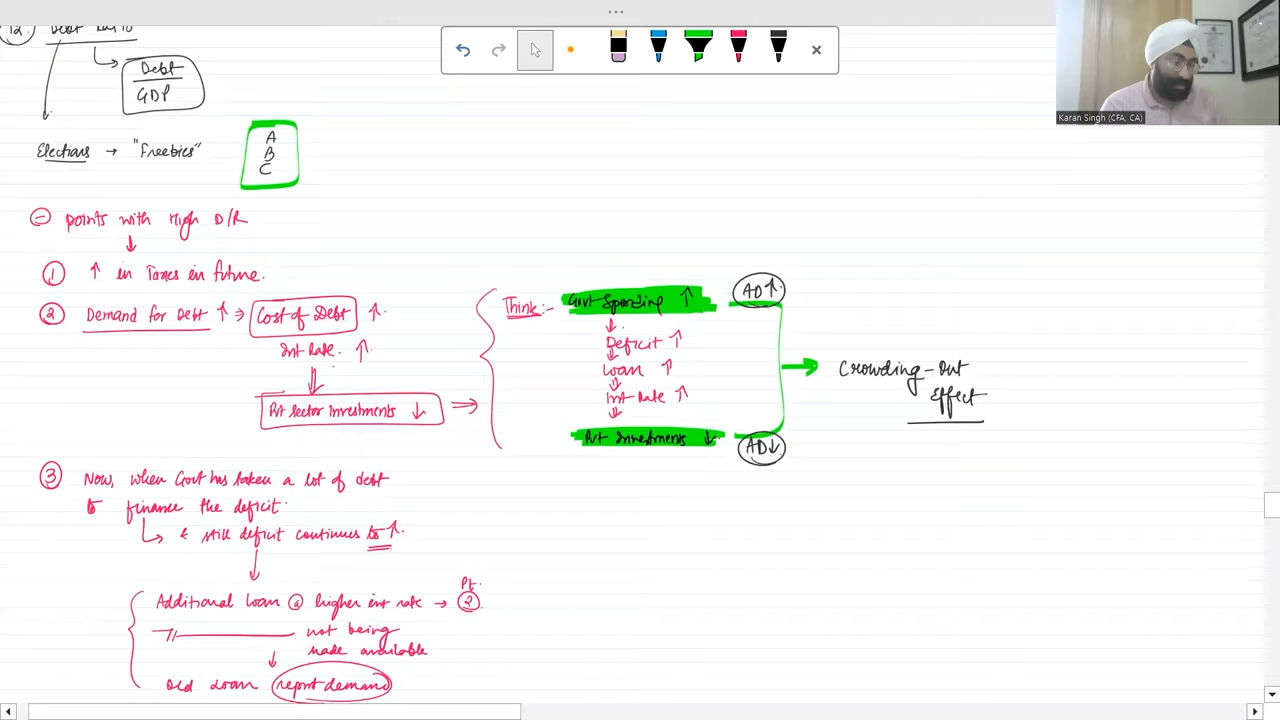 12. Debt Ratio
Debt
GDP
Elections → "Freebies"
A
B
C
⊖ points with High D/R
① ↑ in Taxes in future.
② Demand for Debt ↑ ⇒ Cost of Debt ↑
Int Rate ↑
Pvt Sector Investments ↓
Think:-
Govt Spending ↑
AD↑
Deficit ↑
Loan ↑
Int Rate ↑
Pvt Investments ↓
AD↓
Crowding-Out
Effect
③ Now, when Govt has taken a lot of debt
to finance the deficit.
& still deficit continues to ↑.
Additional Loan @ higher int rate → Pt. ②
not being
made available
Old Loan
Karan Singh (CFA, CA)